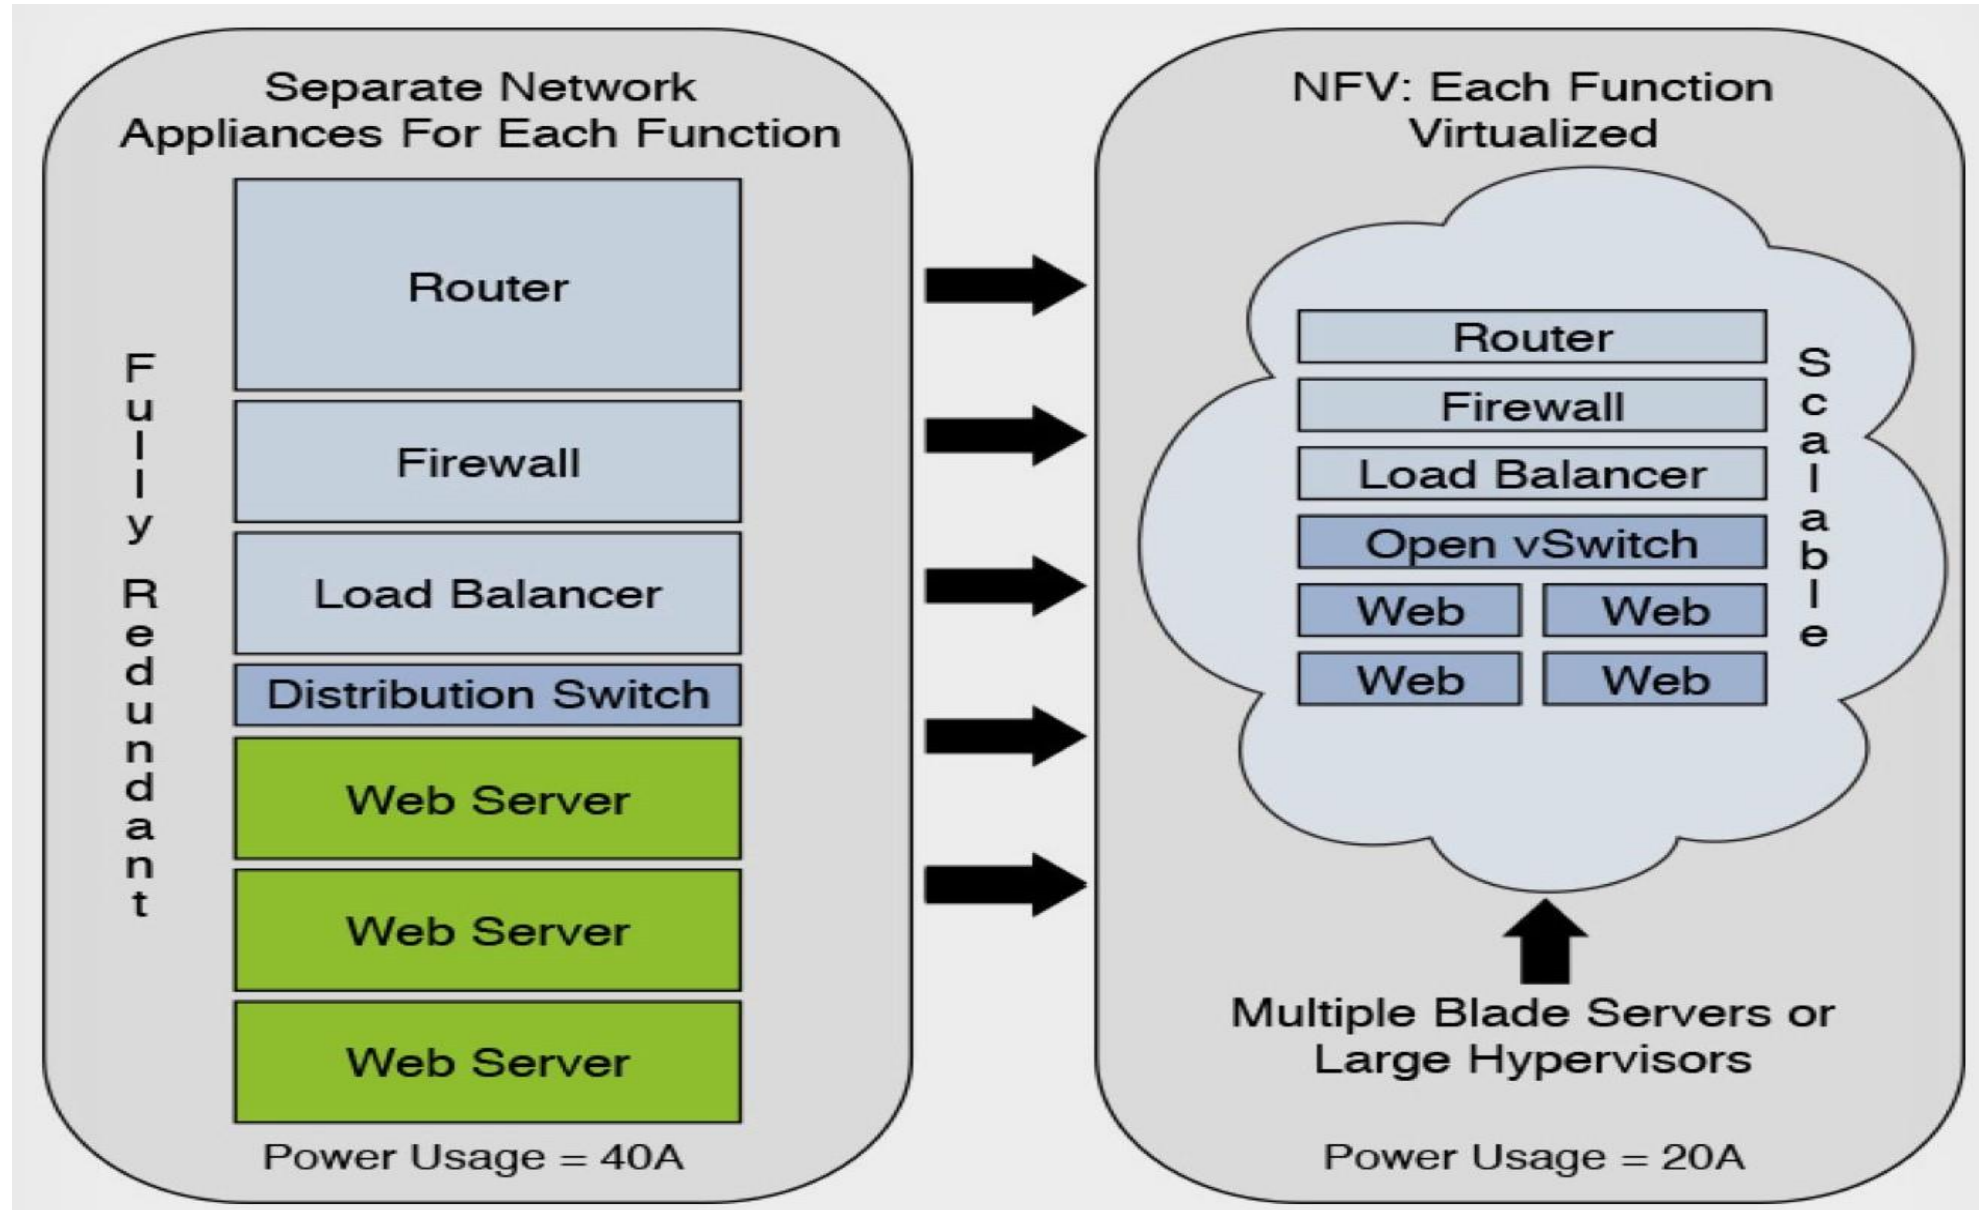 Separate Network
Appliances For Each Function
Fully Redundant
Router
Firewall
Load Balancer
Distribution Switch
Web Server
Web Server
Web Server
Power Usage = 40A
NFV: Each Function
Virtualized
Router
Firewall
Load Balancer
Open vSwitch
Web Web
Web Web
Scalable
Multiple Blade Servers or
Large Hypervisors
Power Usage = 20A